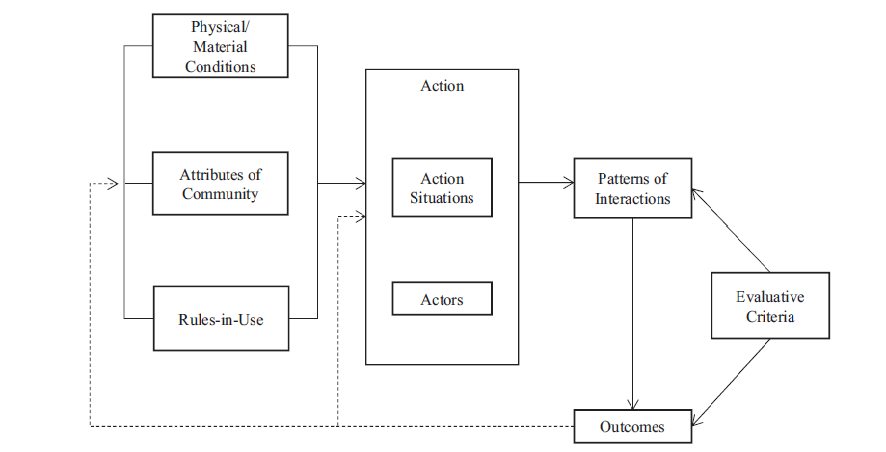 Physical/
Material
Conditions
Attributes of
Community
Rules-in-Use
Action
Action
Situations
Actors
Patterns of
Interactions
Evaluative
Criteria
Outcomes